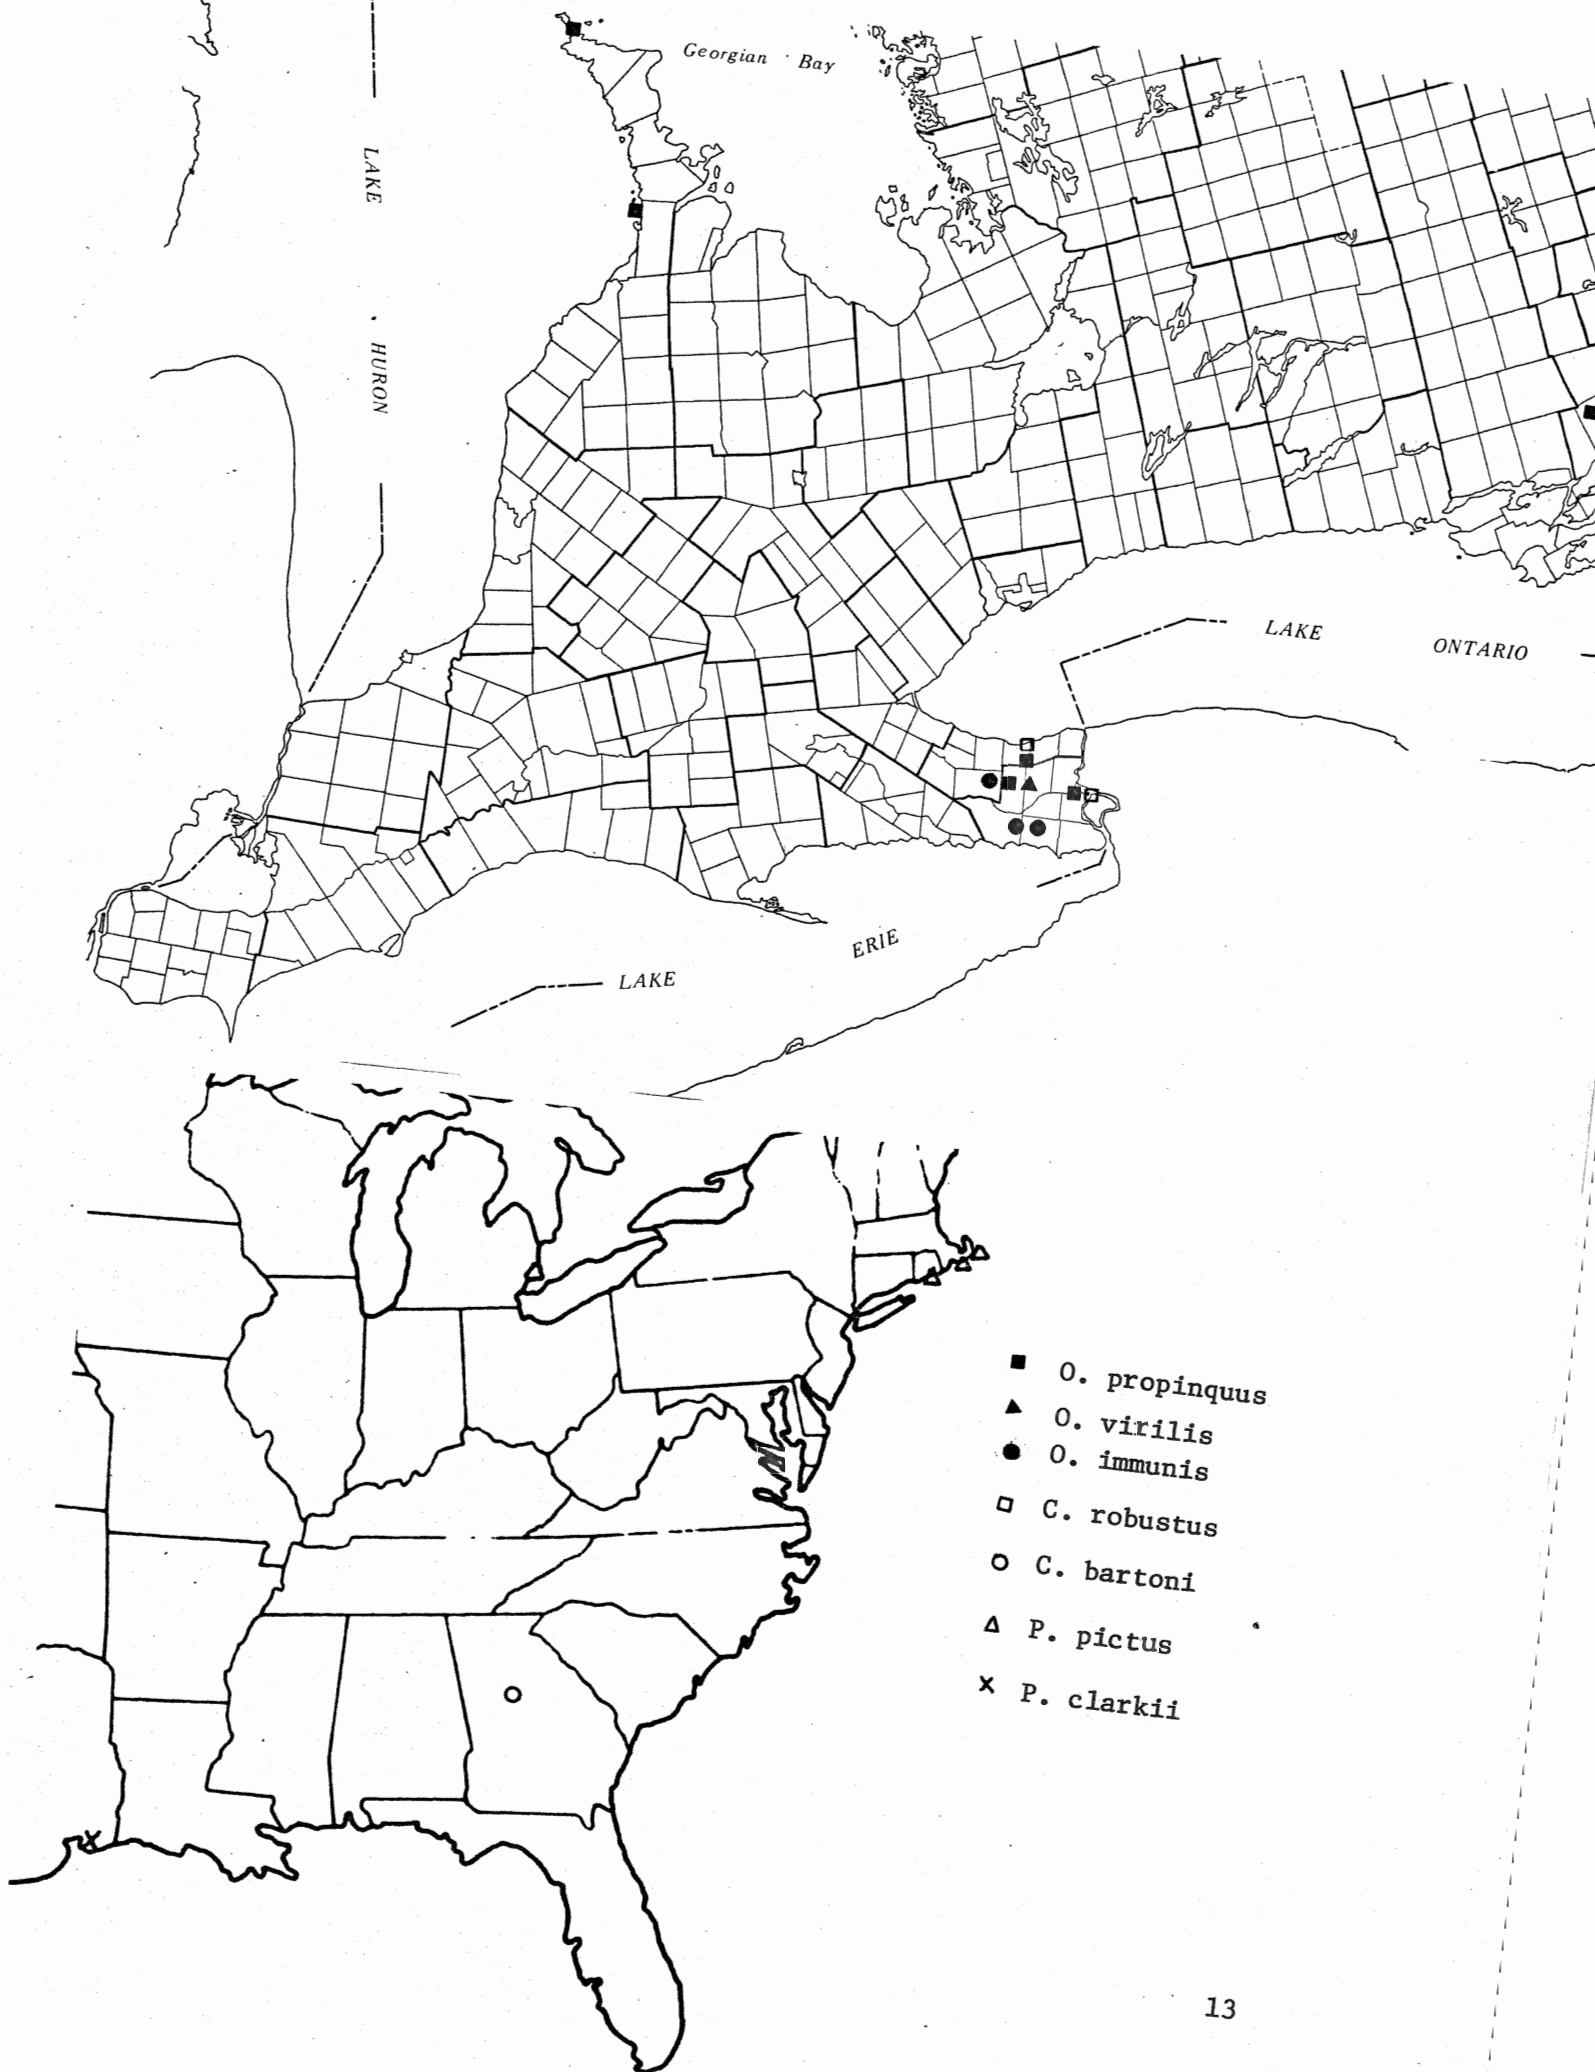 Georgian Bay
LAKE
HURON
LAKE ONTARIO
ERIE
LAKE
O. propinquus
O. virilis
O. immunis
C. robustus
C. bartoni
P. pictus
x P. clarkii
13